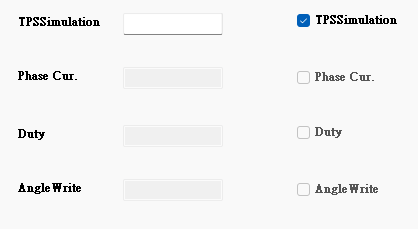 TPSSimulation TPSSimulation
Phase Cur. Phase Cur.
Duty Duty
AngleWrite AngleWrite